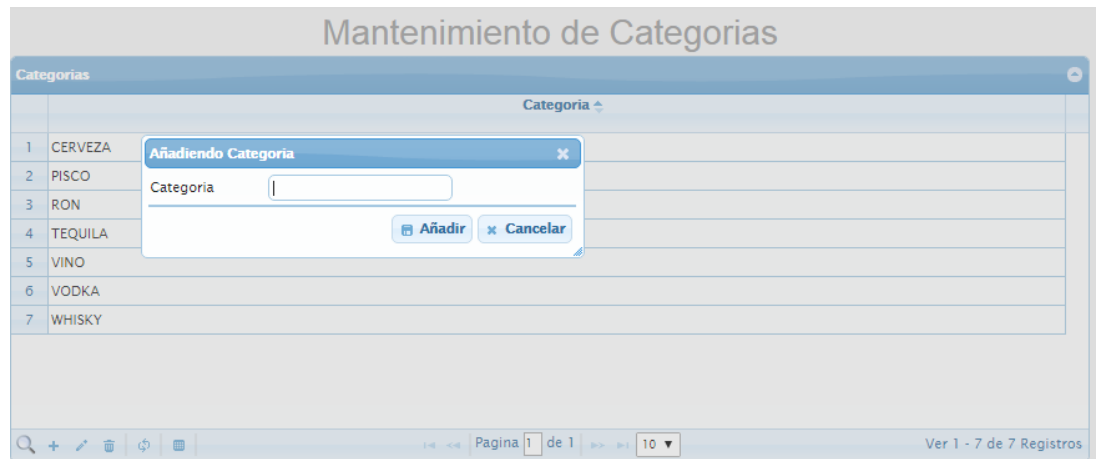 Mantenimiento de Categorias
Categorias
Categoria
1 CERVEZA
2 PISCO
3 RON
4 TEQUILA
5 VINO
6 VODKA
7 WHISKY
Añadiendo Categoria
Categoria
Añadir Cancelar
Pagina 1 de 1 10 Ver 1 - 7 de 7 Registros